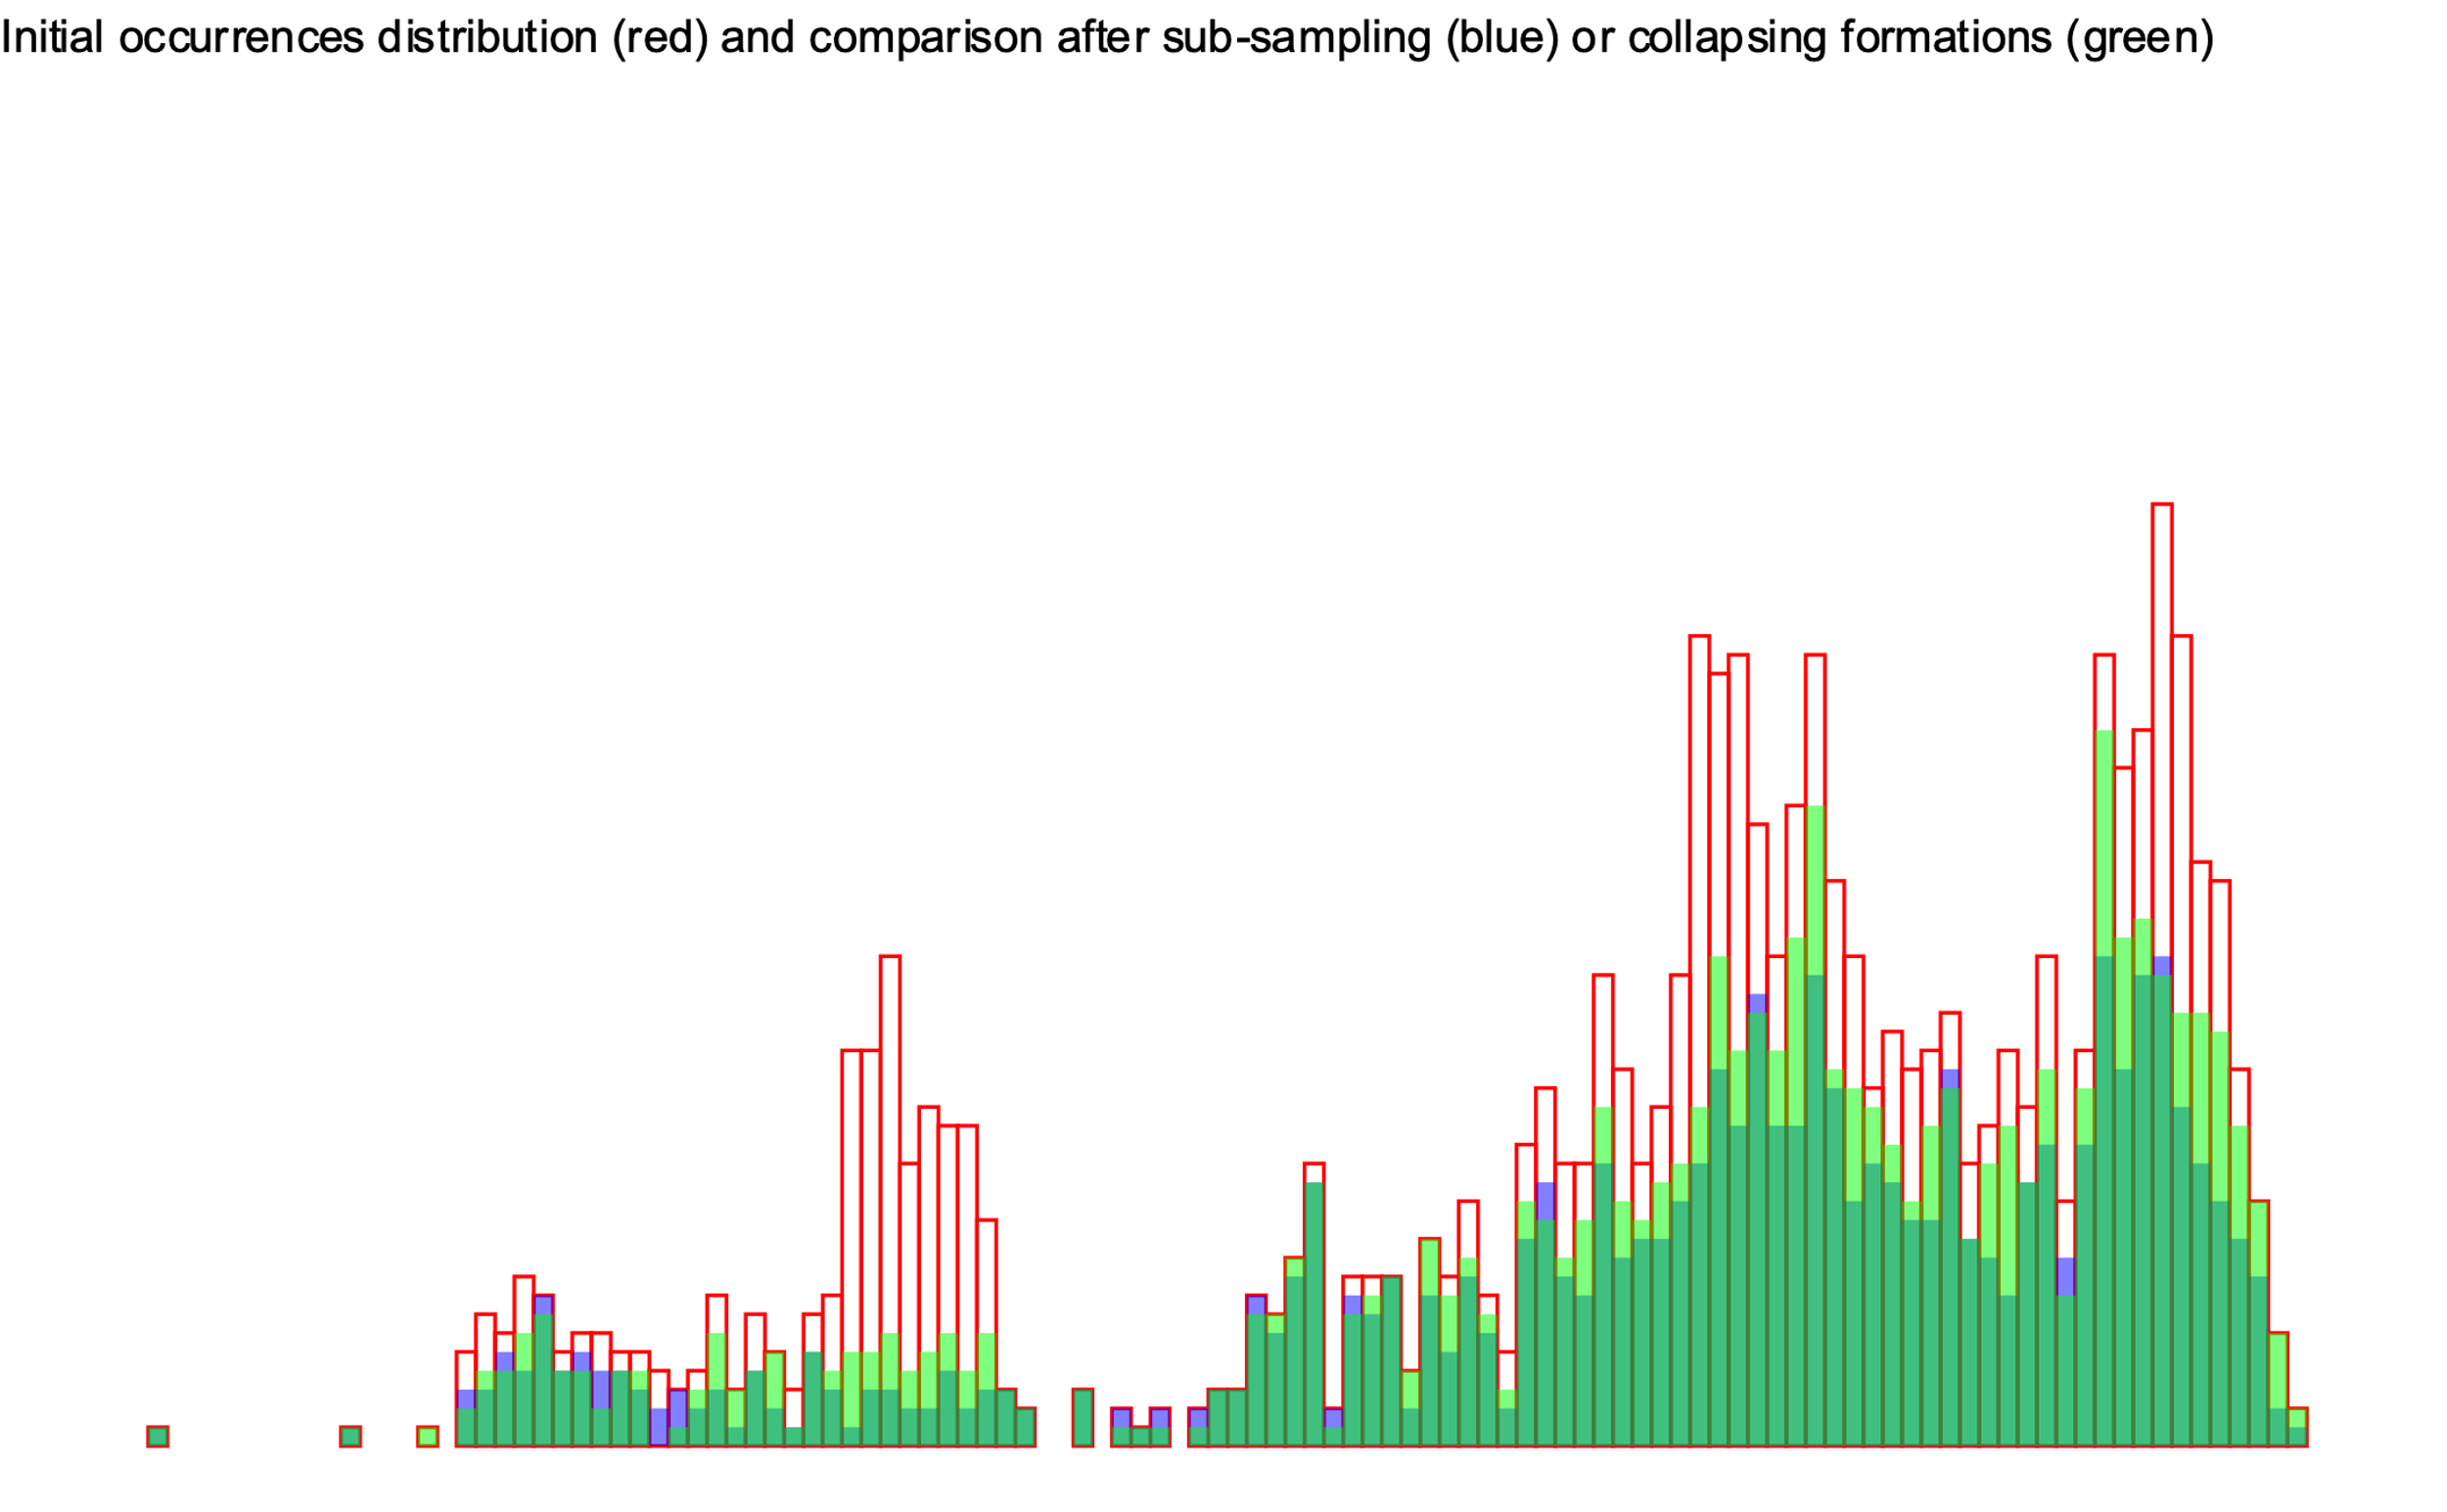 Initial occurrences distribution (red) and comparison after sub-sampling (blue) or collapsing formations (green)